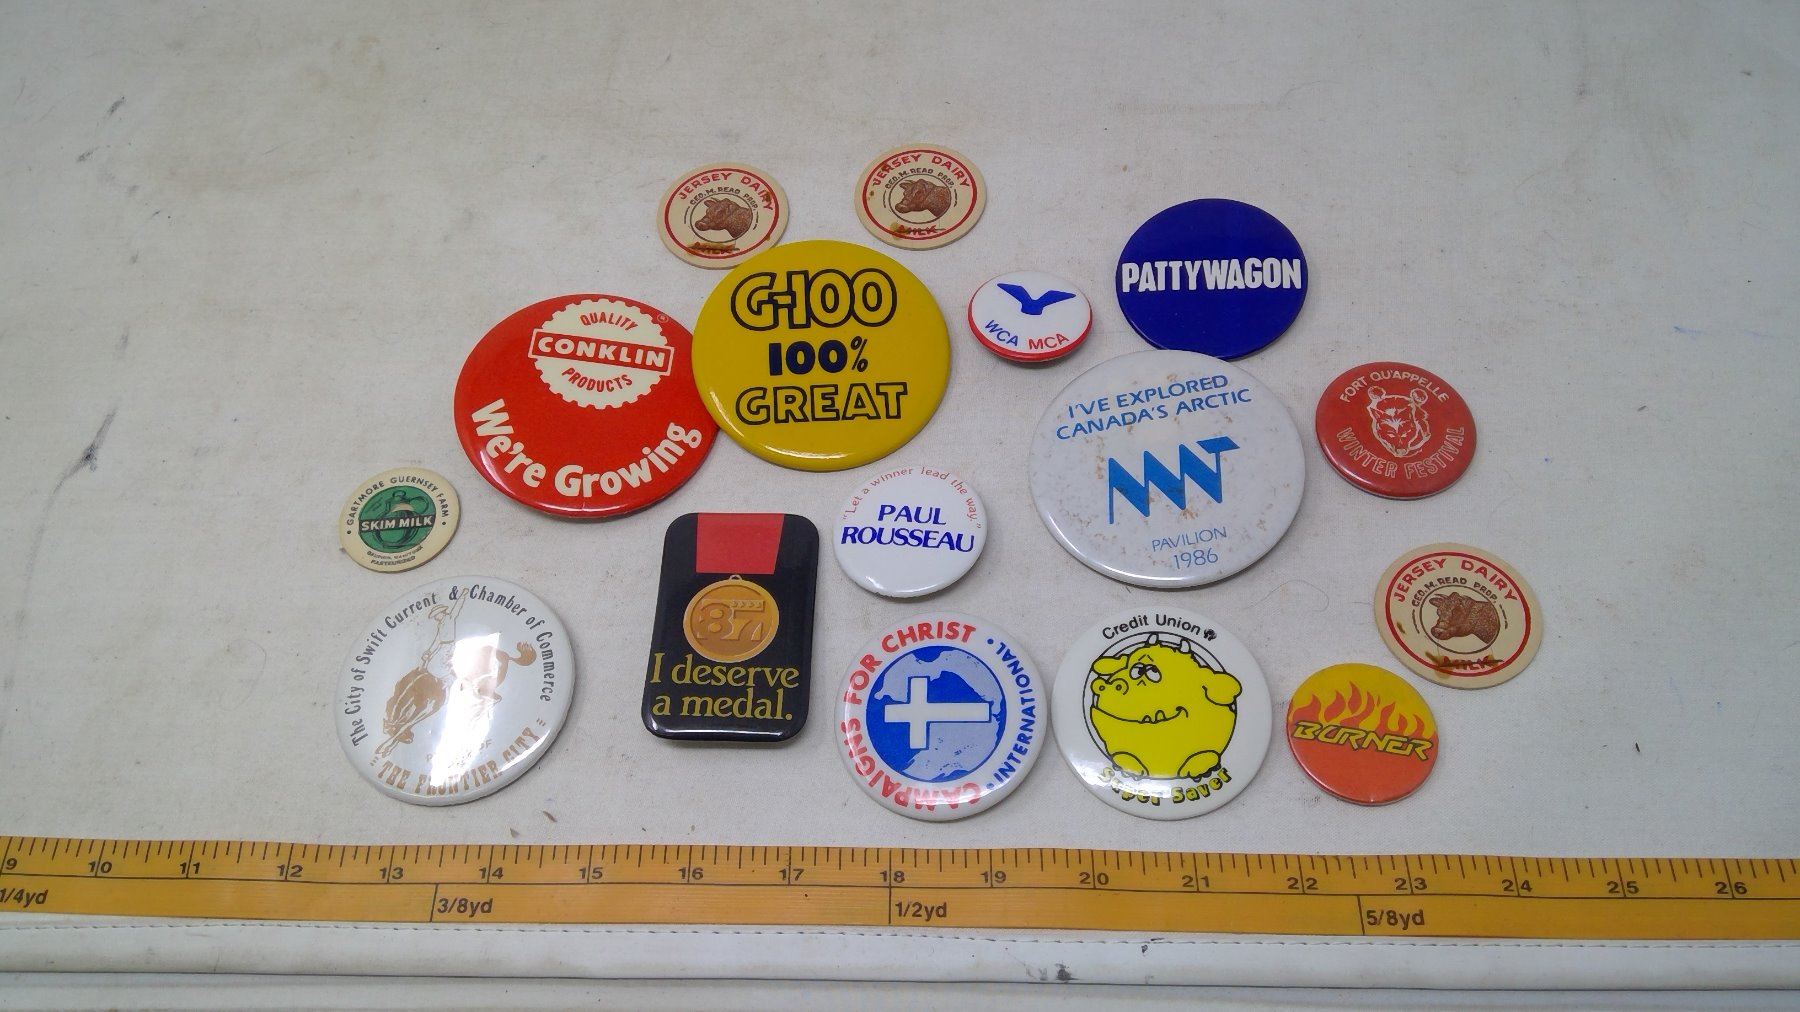 JERSEY DAIRY
GEO. M. READ PROP.
MILK
JERSEY DAIRY
GEO. M. READ PROP.
MILK
PATTYWAGON
G-100
100%
GREAT
WCA MCA
QUALITY
CONKLIN ®
PRODUCTS
We're Growing
I'VE EXPLORED
CANADA'S ARCTIC
PAVILION
1986
FORT QU'APPELLE
WINTER FESTIVAL
• GARTMORE GUERNSEY FARM •
SKIM MILK
PASTEURIZED
"Let a winner lead the way."
PAUL
ROUSSEAU
87
I deserve
a medal.
JERSEY DAIRY
GEO. M. READ PROP.
MILK
The City of Swift Current & Chamber of Commerce
"THE FRONTIER CITY"
CAMPAIGNS FOR CHRIST • INTERNATIONAL •
Credit Union
Super Saver
BURNER
9 10 11 12 13 14 15 16 17 18 19 20 21 22 23 24 25 26
1/4yd 3/8yd 1/2yd 5/8yd